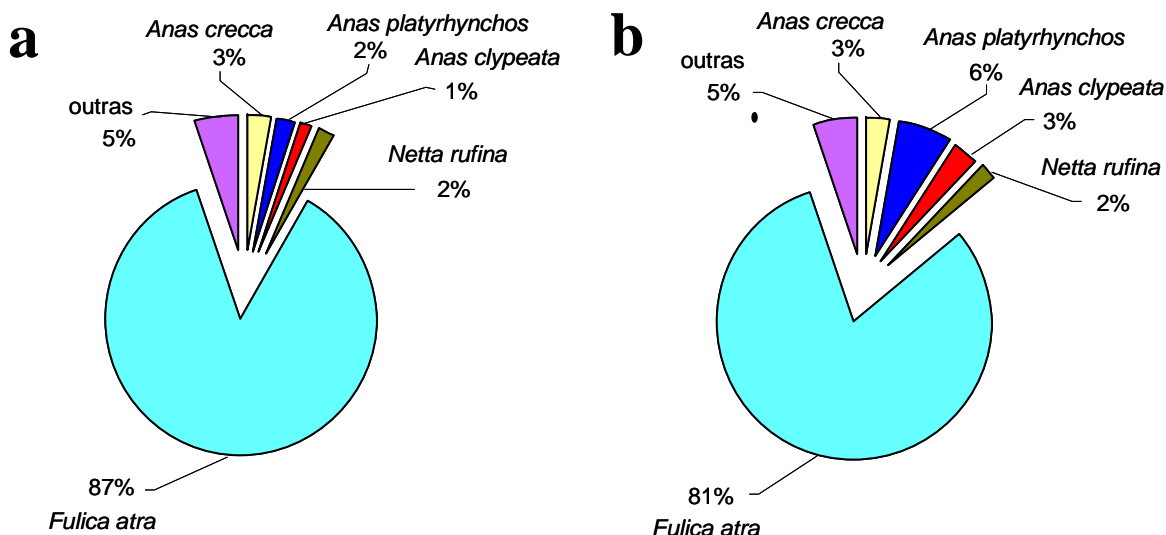 a
Anas crecca
3%
Anas platyrhynchos
2%
Anas clypeata
1%
outras
5%
Netta rufina
2%
87%
Fulica atra
b
Anas crecca
3%
Anas platyrhynchos
6%
outras
5%
Anas clypeata
3%
Netta rufina
2%
81%
Fulica atra